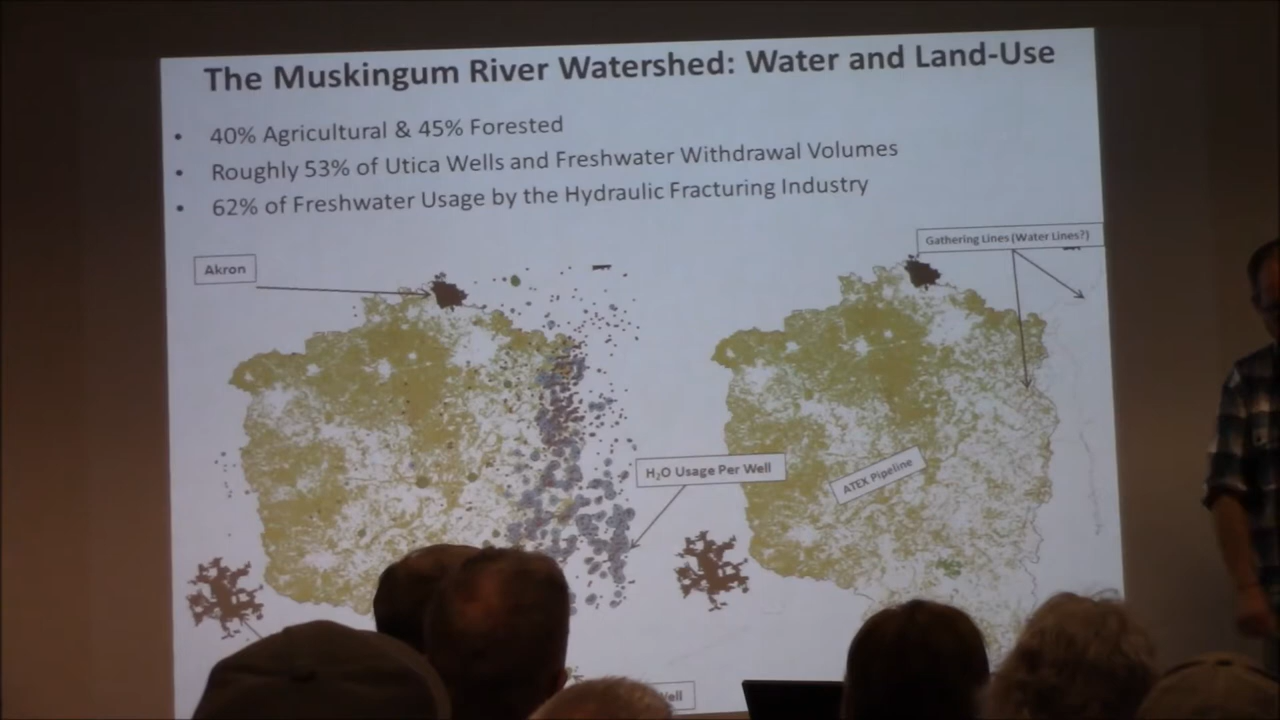 The Muskingum River Watershed: Water and Land-Use
• 40% Agricultural & 45% Forested
• Roughly 53% of Utica Wells and Freshwater Withdrawal Volumes
• 62% of Freshwater Usage by the Hydraulic Fracturing Industry
Gathering Lines (Water Lines?)
Akron
H₂O Usage Per Well
ATEX Pipeline
Well